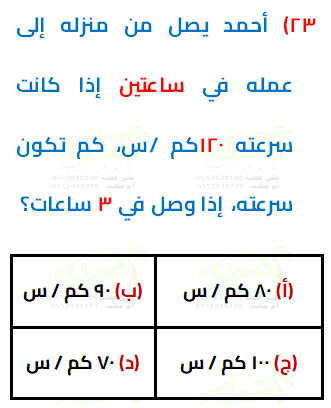 ٢٣) أحمد يصل من منزله إلى
عمله في ساعتين إذا كانت
سرعته ١٢٠كم /س، كم تكون
سرعته، إذا وصل في ٣ ساعات؟
(أ) ٨٠ كم / س
(ب) ٩٠ كم / س
(ج) ١٠٠ كم / س
(د) ٧٠ كم / س